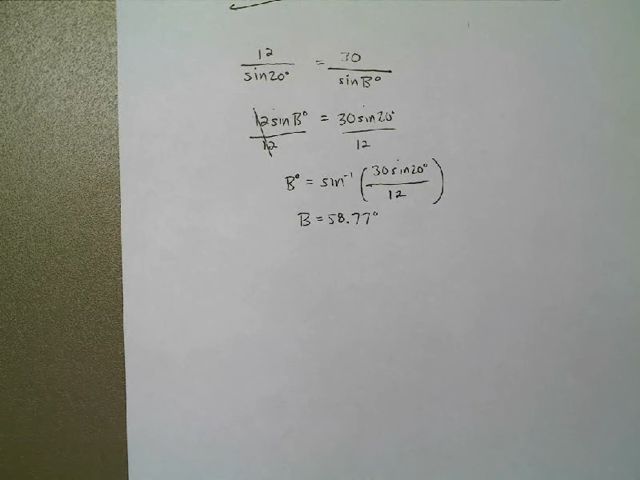 12/sin20° = 30/sinB°
12sinB°/12 = 30sin20°/12
B° = sin⁻¹(30sin20°/12)
B = 58.77°